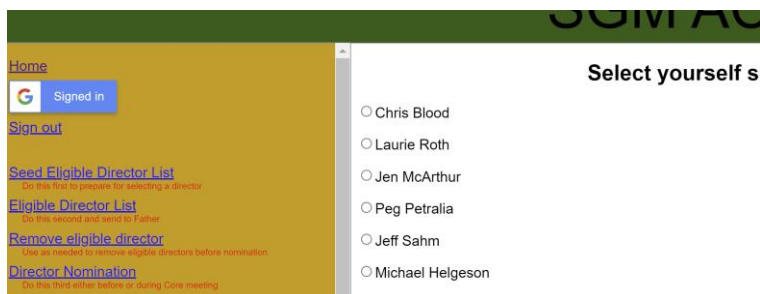 SGM AC
Home
G Signed in
Sign out
Seed Eligible Director List
Do this first to prepare for selecting a director
Eligible Director List
Do this second and send to Father
Remove eligible director
Use as needed to remove eligible directors before nomination
Director Nomination
Do this third either before or during Core meeting
Select yourself s
Chris Blood
Laurie Roth
Jen McArthur
Peg Petralia
Jeff Sahm
Michael Helgeson